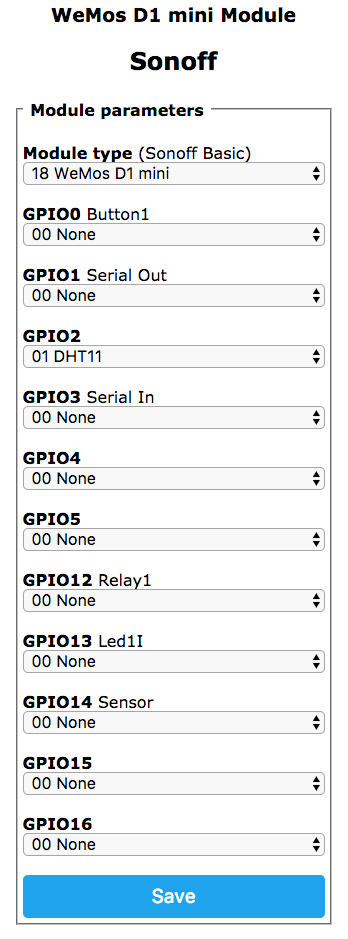 WeMos D1 mini Module
Sonoff
Module parameters
Module type (Sonoff Basic)
18 WeMos D1 mini
GPIO0 Button1
00 None
GPIO1 Serial Out
00 None
GPIO2
01 DHT11
GPIO3 Serial In
00 None
GPIO4
00 None
GPIO5
00 None
GPIO12 Relay1
00 None
GPIO13 Led1I
00 None
GPIO14 Sensor
00 None
GPIO15
00 None
GPIO16
00 None
Save